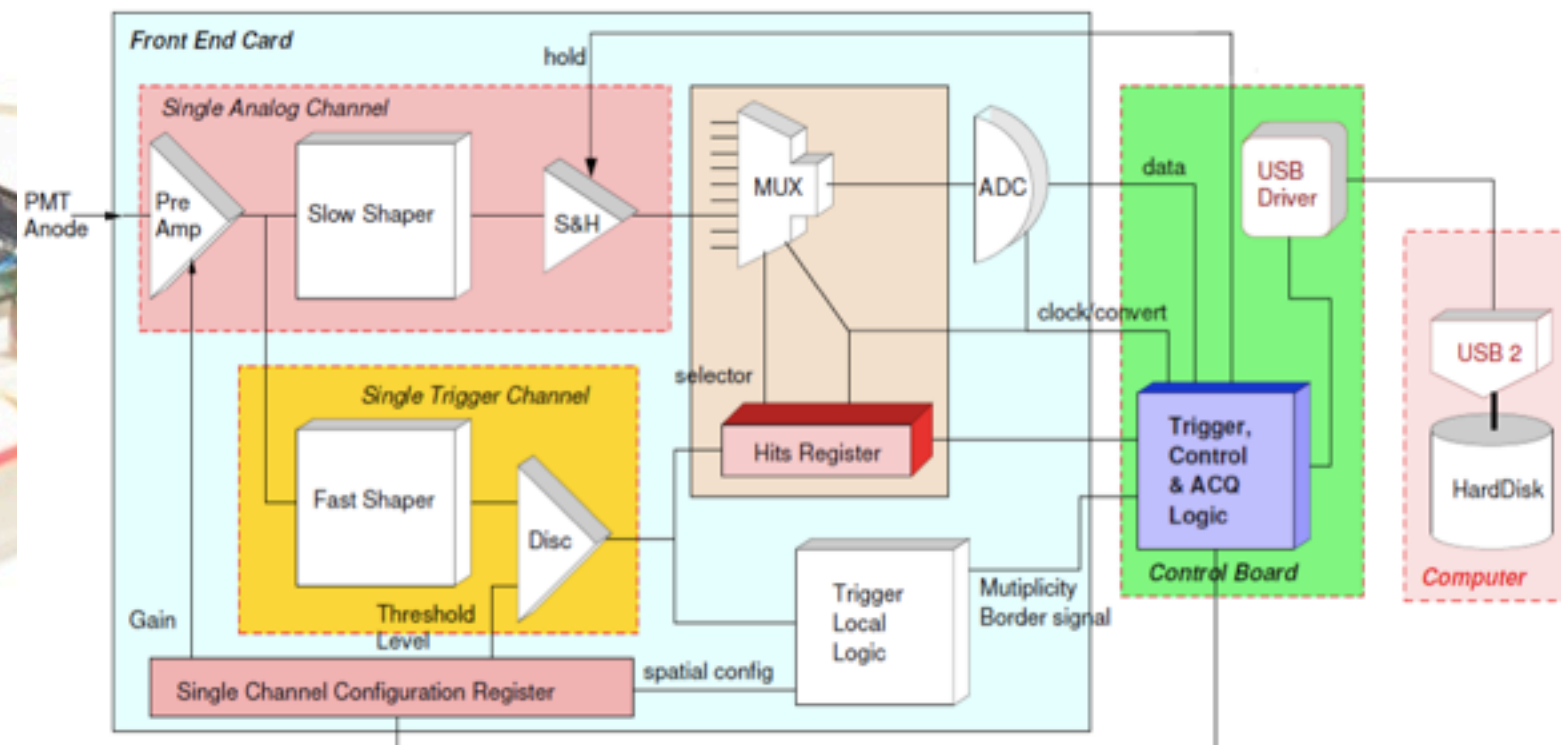 Front End Card
hold
Single Analog Channel
PMT
Anode
Pre
Amp
Slow Shaper
S&H
MUX
ADC
data
USB
Driver
clock/convert
USB 2
selector
Single Trigger Channel
Fast Shaper
Disc
Hits Register
Trigger,
Control
& ACQ
Logic
HardDisk
Control Board
Computer
Gain
Threshold
Level
Trigger
Local
Logic
Mutiplicity
Border signal
spatial config
Single Channel Configuration Register